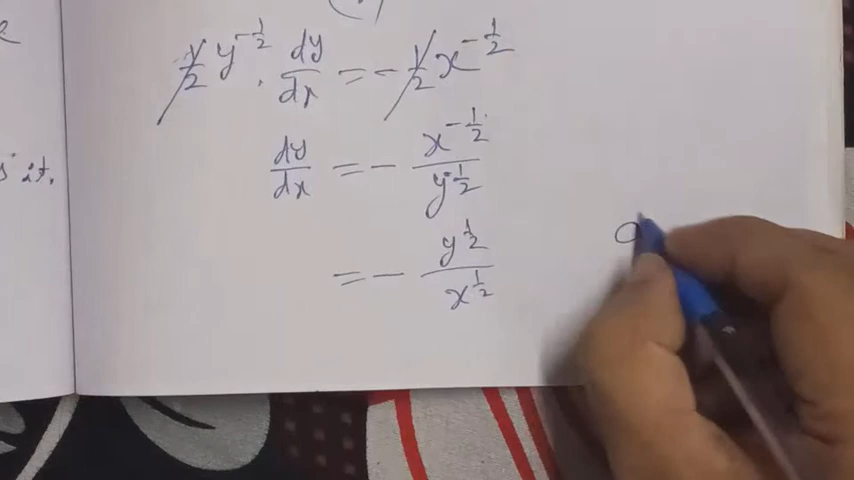 1/2 y^{-1/2} . dy/dx = - 1/2 x^{-1/2}
dy/dx = - x^{-1/2} / y^{-1/2}
= - y^{1/2} / x^{1/2}
it.